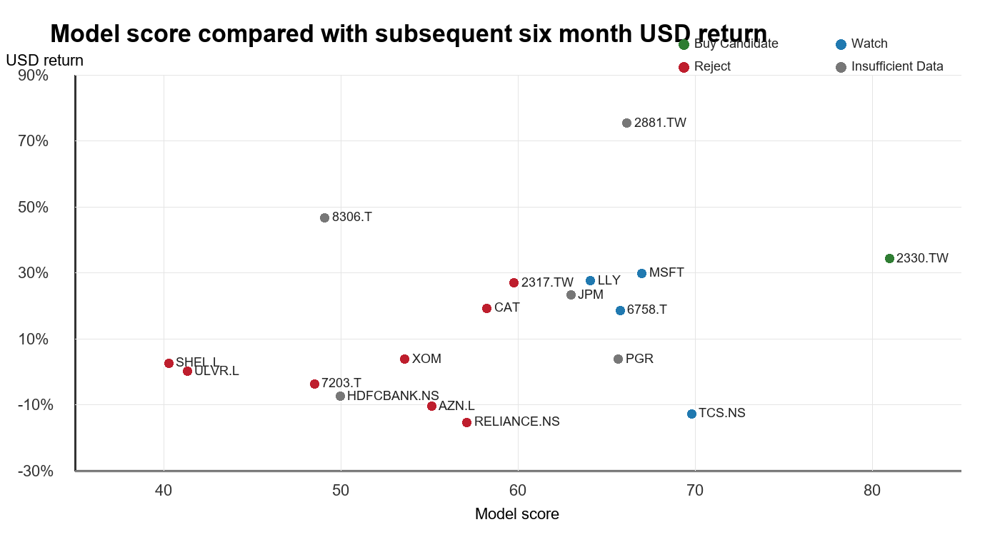 Model score compared with subsequent six month USD return
Buy Candidate
Watch
USD return
Reject
Insufficient Data
90%
2881.TW
70%
50%
8306.T
2330.TW
30%
MSFT
2317.TW
LLY
JPM
CAT
6758.T
10%
XOM
PGR
SHEL.L
ULVR.L
7203.T
HDFCBANK.NS
-10%
AZN.L
TCS.NS
RELIANCE.NS
-30%
40 50 60 70 80
Model score